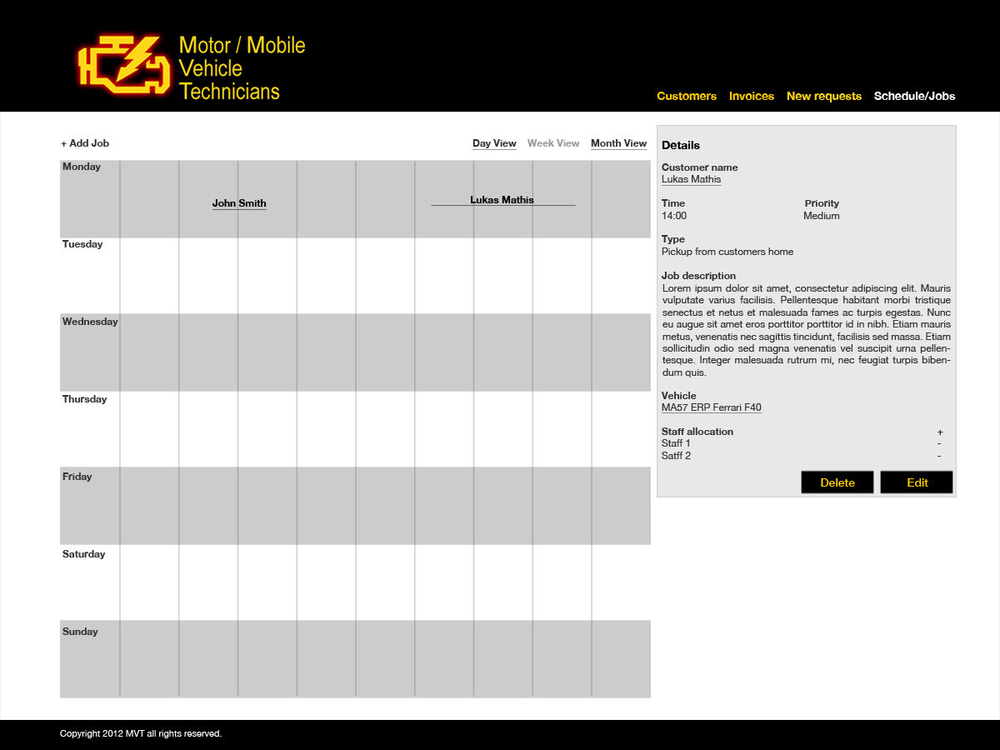 Motor / Mobile
Vehicle
Technicians
Customers Invoices New requests Schedule/Jobs
+ Add Job
Day View Week View Month View
Monday
John Smith
Lukas Mathis
Tuesday
Wednesday
Thursday
Friday
Saturday
Sunday
Details
Customer name
Lukas Mathis
Time Priority
14:00 Medium
Type
Pickup from customers home
Job description
Lorem ipsum dolor sit amet, consectetur adipiscing elit. Mauris
vulputate varius facilisis. Pellentesque habitant morbi tristique
senectus et netus et malesuada fames ac turpis egestas. Nunc
eu augue sit amet eros porttitor porttitor id in nibh. Etiam mauris
metus, venenatis nec sagittis tincidunt, facilisis sed massa. Etiam
sollicitudin odio sed magna venenatis vel suscipit urna pellen-
tesque. Integer malesuada rutrum mi, nec feugiat turpis biben-
dum quis.
Vehicle
MA57 ERP Ferrari F40
Staff allocation +
Staff 1 -
Satff 2 -
Delete Edit
Copyright 2012 MVT all rights reserved.